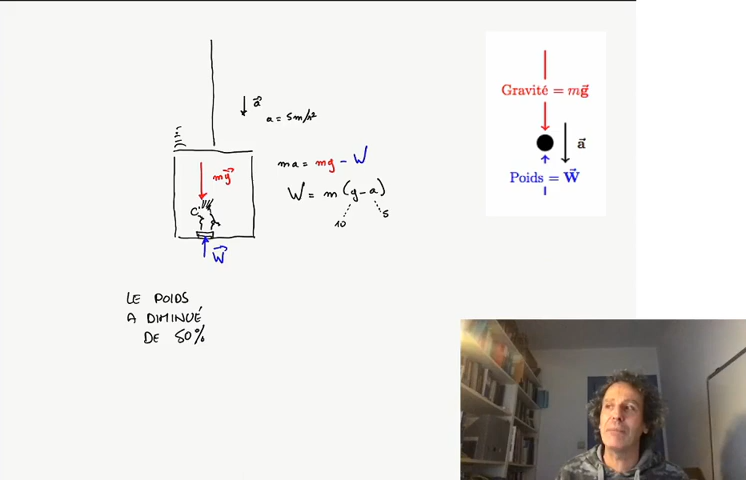 a⃗
a = 5m/s²
mg⃗
ma = mg - W
W = m (g - a)
10 5
C
W⃗
LE POIDS
A DIMINUÉ
DE 50%
Gravité = mg⃗
a⃗
Poids = W⃗